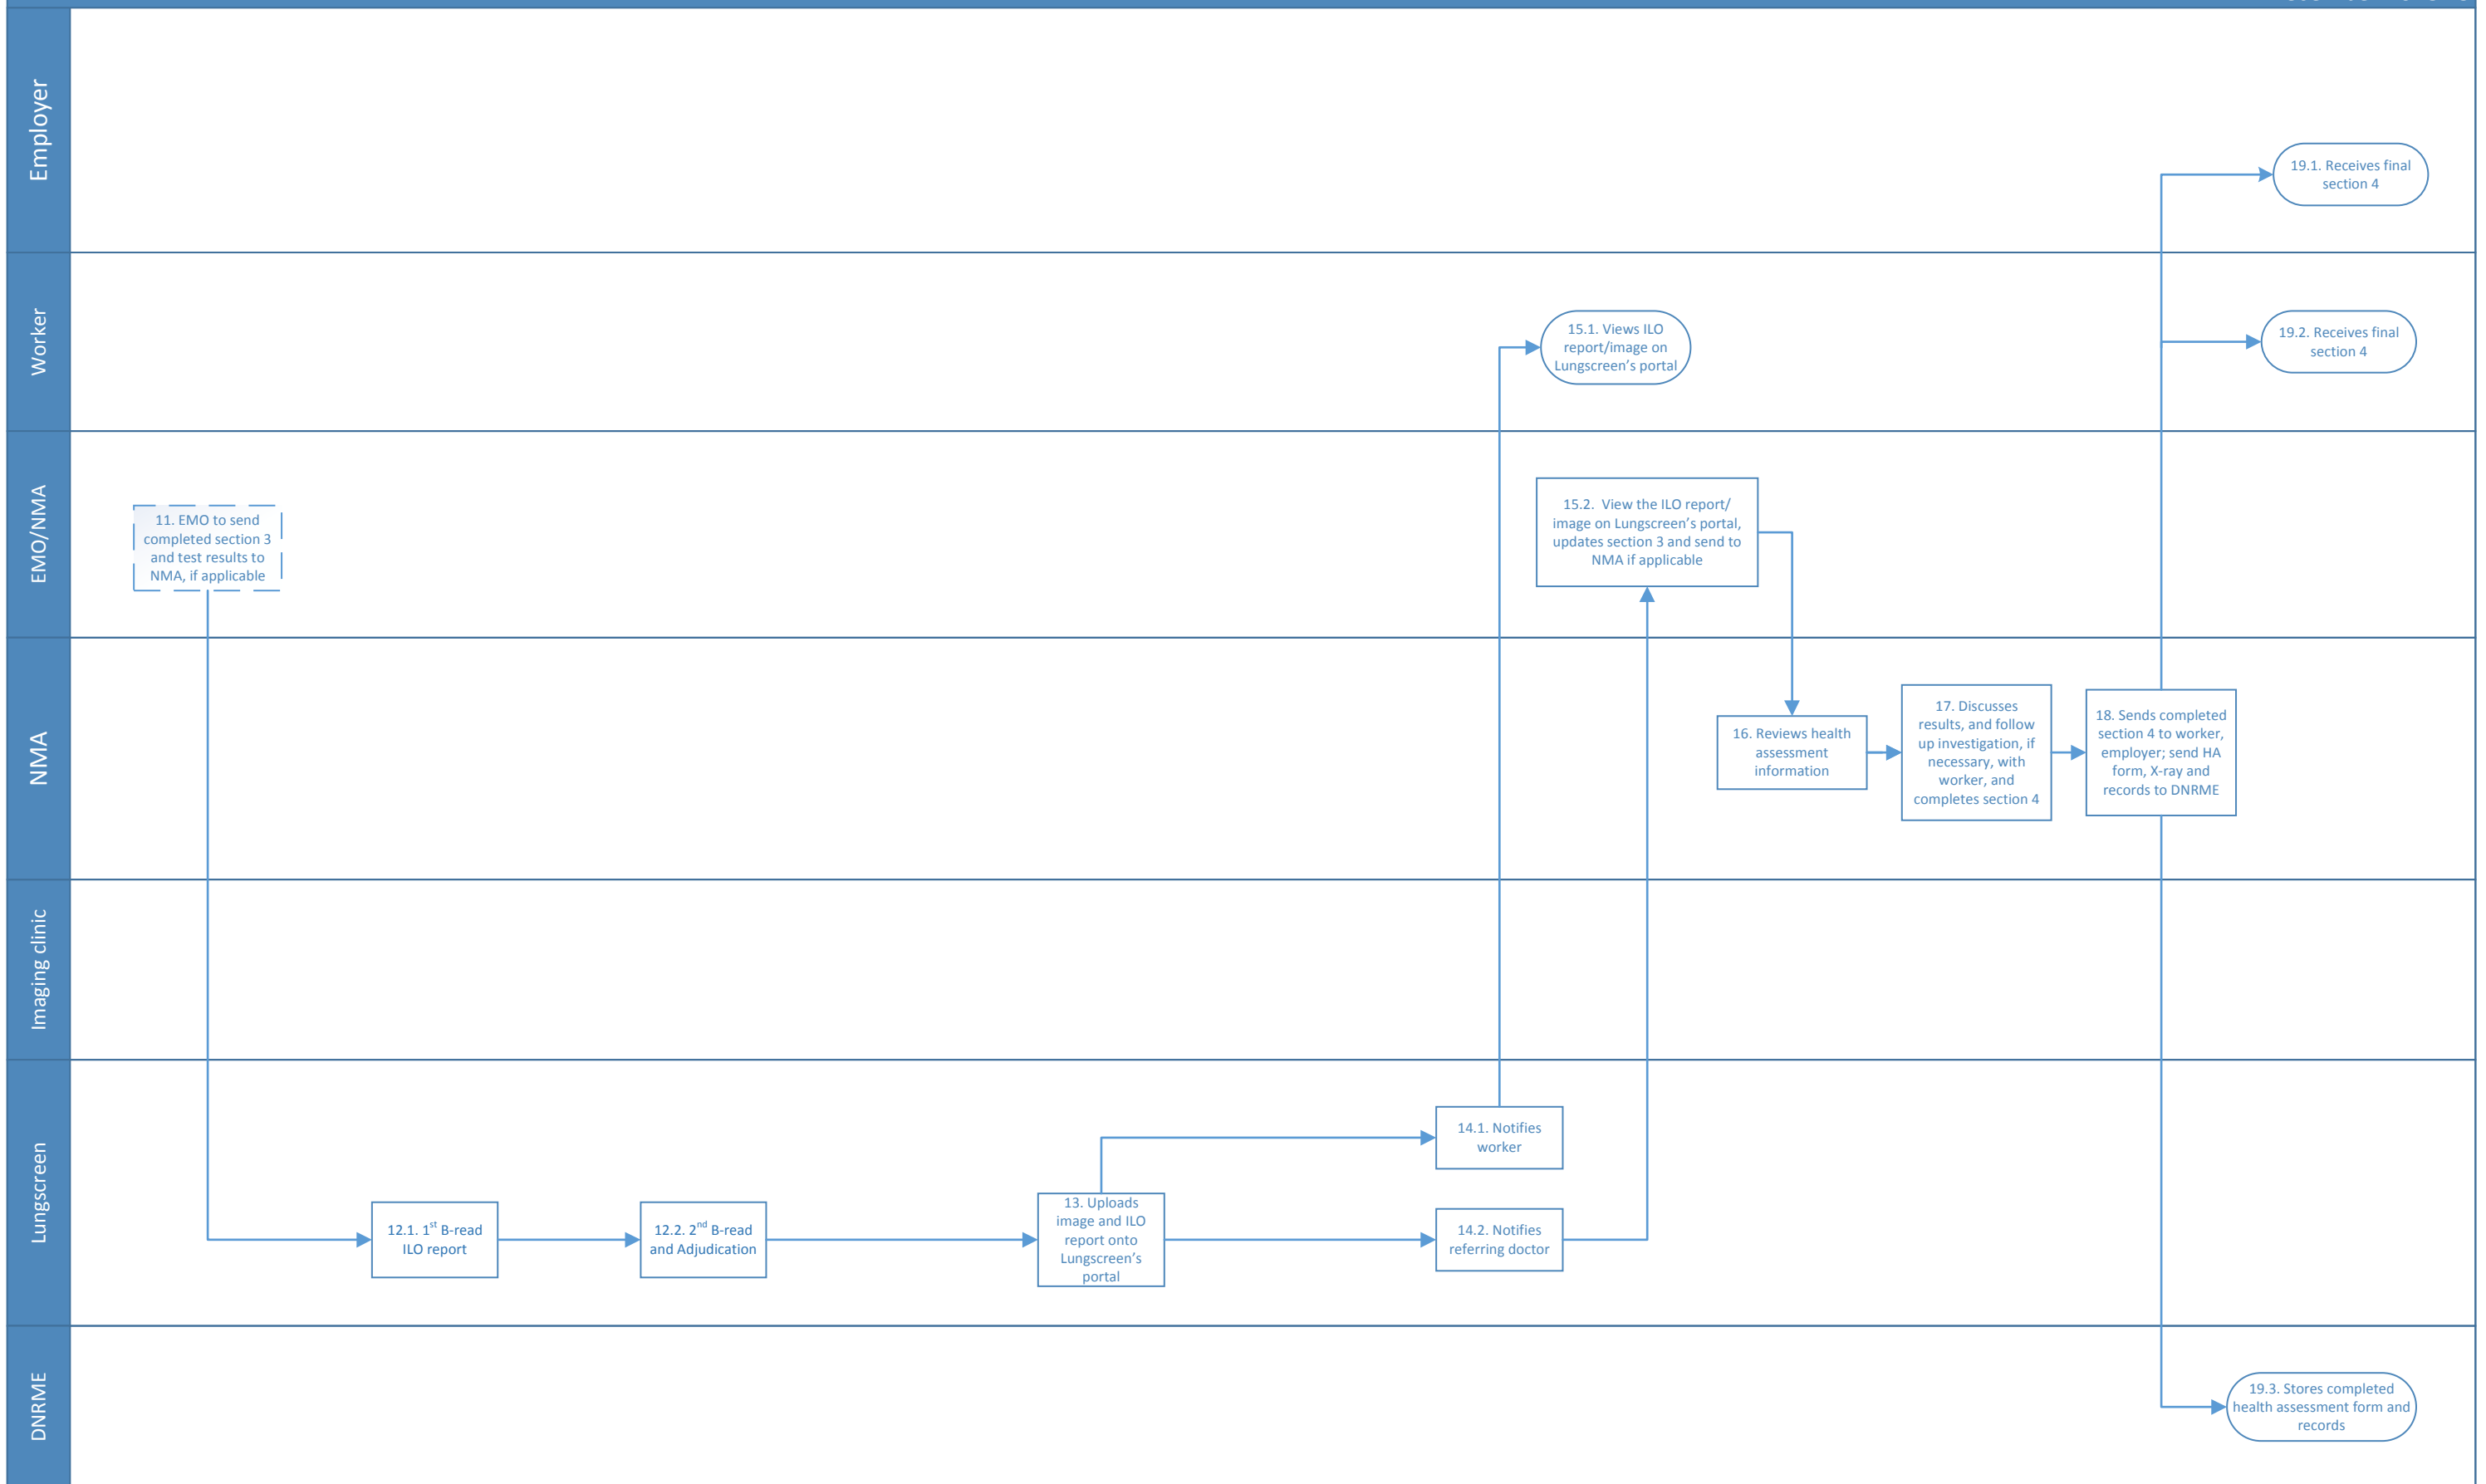 Employer
19.1. Receives final
section 4
Worker
15.1. Views ILO
report/image on
Lungscreen’s portal
19.2. Receives final
section 4
EMO/NMA
11. EMO to send
completed section 3
and test results to
NMA, if applicable
15.2. View the ILO report/
image on Lungscreen’s portal,
updates section 3 and send to
NMA if applicable
NMA
16. Reviews health
assessment
information
17. Discusses
results, and follow
up investigation, if
necessary, with
worker, and
completes section 4
18. Sends completed
section 4 to worker,
employer; send HA
form, X-ray and
records to DNRME
Imaging clinic
Lungscreen
12.1. 1st B-read
ILO report
12.2. 2nd B-read
and Adjudication
13. Uploads
image and ILO
report onto
Lungscreen’s
portal
14.1. Notifies
worker
14.2. Notifies
referring doctor
DNRME
19.3. Stores completed
health assessment form and
records